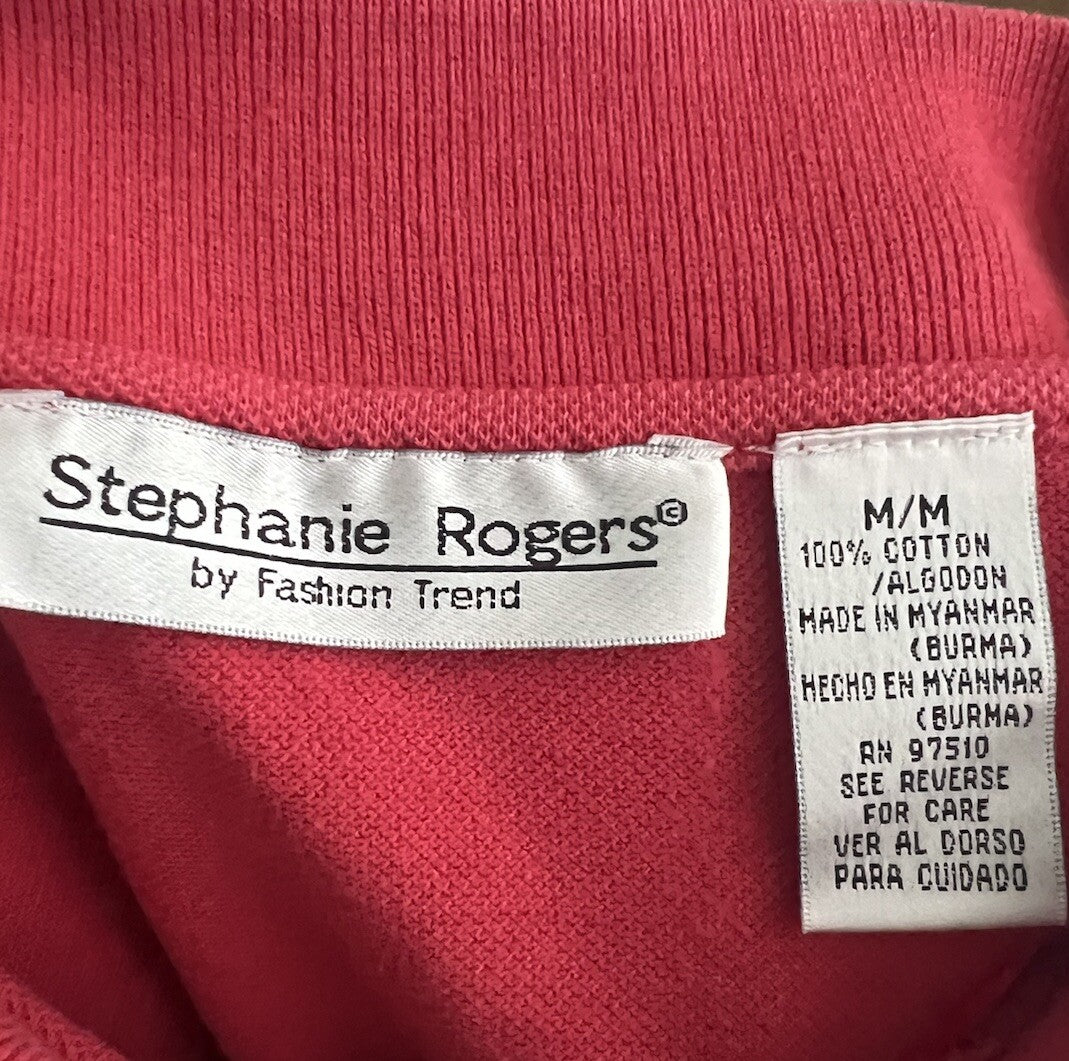 Stephanie Rogers©
by Fashion Trend
M/M
100% COTTON
/ALGODON
MADE IN MYANMAR
(BURMA)
HECHO EN MYANMAR
(BURMA)
RN 97510
SEE REVERSE
FOR CARE
VER AL DORSO
PARA CUIDADO